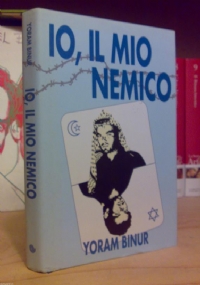 IO, IL MIO
NEMICO
YORAM BINUR
YORAM BINUR
IO, IL MIO NEMICO